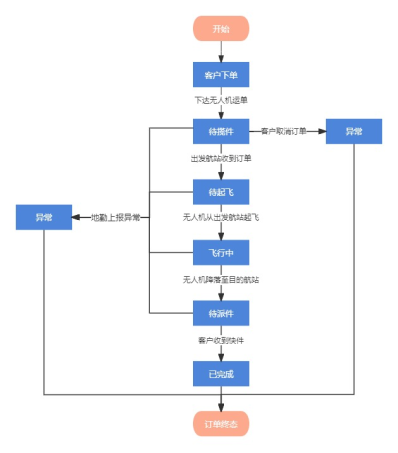 开始
客户下单
下达无人机运单
待揽件
客户取消订单
异常
出发航站收到订单
待起飞
异常
地勤上报异常
无人机从出发航站起飞
飞行中
无人机降落至目的航站
待派件
客户收到快件
已完成
订单终态